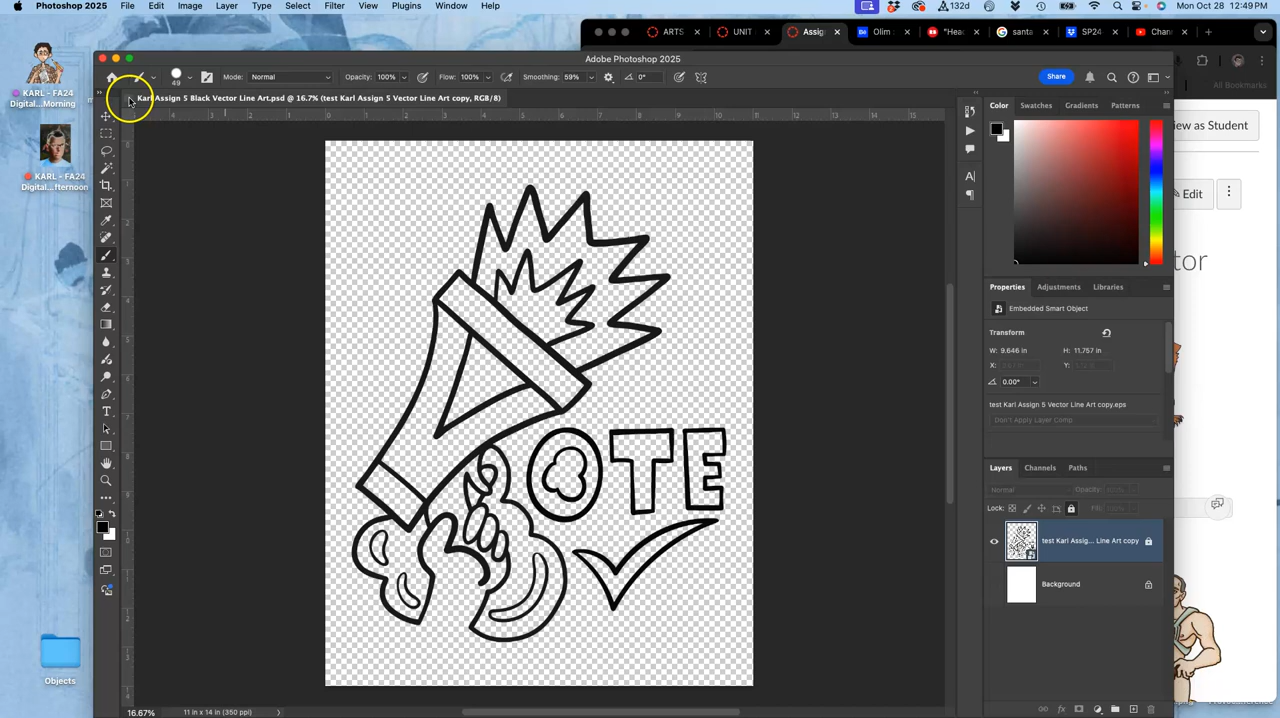 Photoshop File Edit Image Layer Type Select Filter View Plugins Window Help
132d Mon Oct 28 12:49 PM
ARTS UNIT Assig Olim "Hea santa SP24 Chan
Adobe Photoshop 2025
49 Mode: Normal Opacity: 100% Flow: 100% Smoothing: 59% 0° Share
All Bookmarks
Karl Assign 5 Black Vector Line Art.psd @ 16.7% (test Karl Assign 5 Vector Line Art copy, RGB/8)
KARL - FA24
Digital...Morning
KARL - FA24
Digital...fternoon
Objects
Color Swatches Gradients Patterns
View as Student
Edit
tor
Properties Adjustments Libraries
Embedded Smart Object
Transform
W: 9.646 in H: 11.757 in
X: Y:
0.00°
test Karl Assign 5 Vector Line Art copy.eps
Don't Apply Layer Comp
OTE
Layers Channels Paths
Normal Opacity:
Lock: Fill:
test Karl Assig... Line Art copy
Background
16.67% 11 in x 14 in (350 ppi)